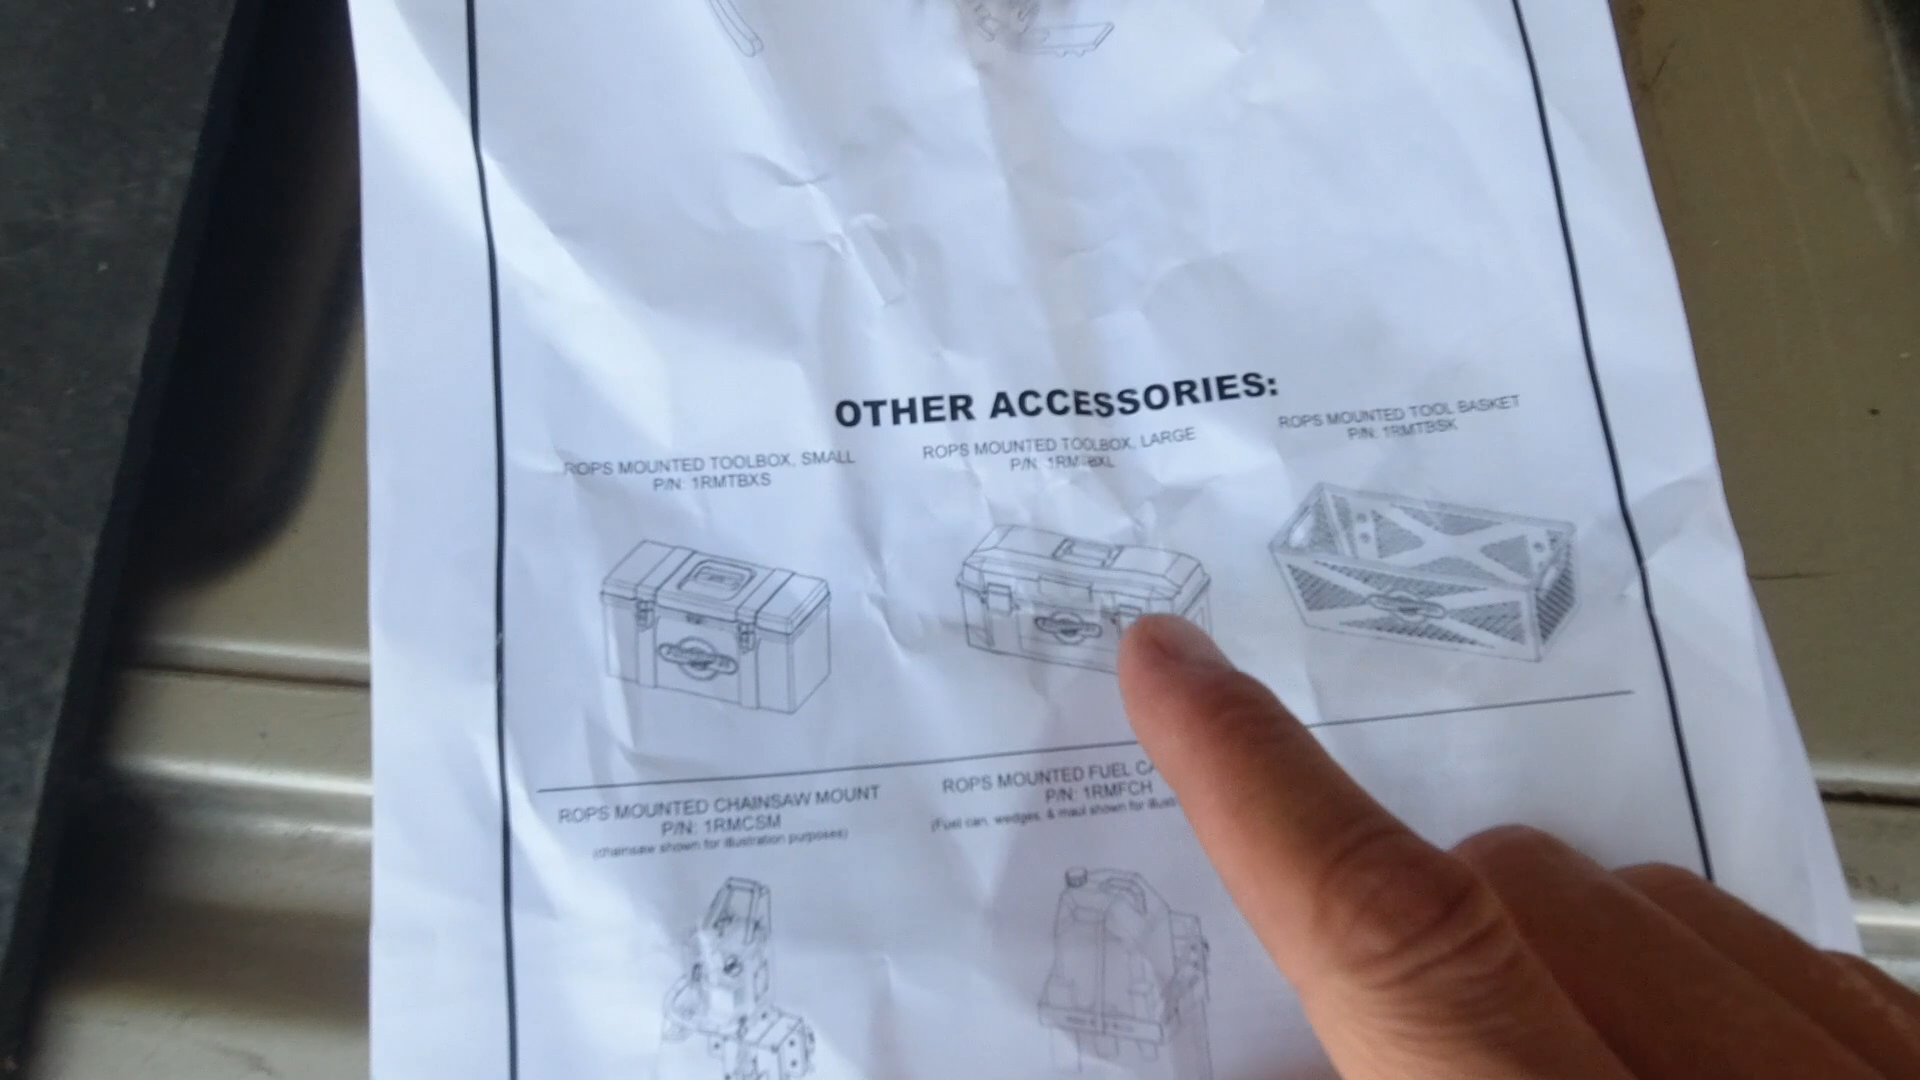 OTHER ACCESSORIES:
ROPS MOUNTED TOOLBOX, SMALL
P/N: 1RMTBXS
ROPS MOUNTED TOOLBOX, LARGE
P/N:
ROPS MOUNTED TOOL BASKET
P/N: 1RMTBSK
ROPS MOUNTED CHAINSAW MOUNT
P/N: 1RMCSM
(chainsaw shown for illustration purposes)
ROPS MOUNTED FUEL
P/N: 1RMFCH
(Fuel can, wedges, & maul shown for